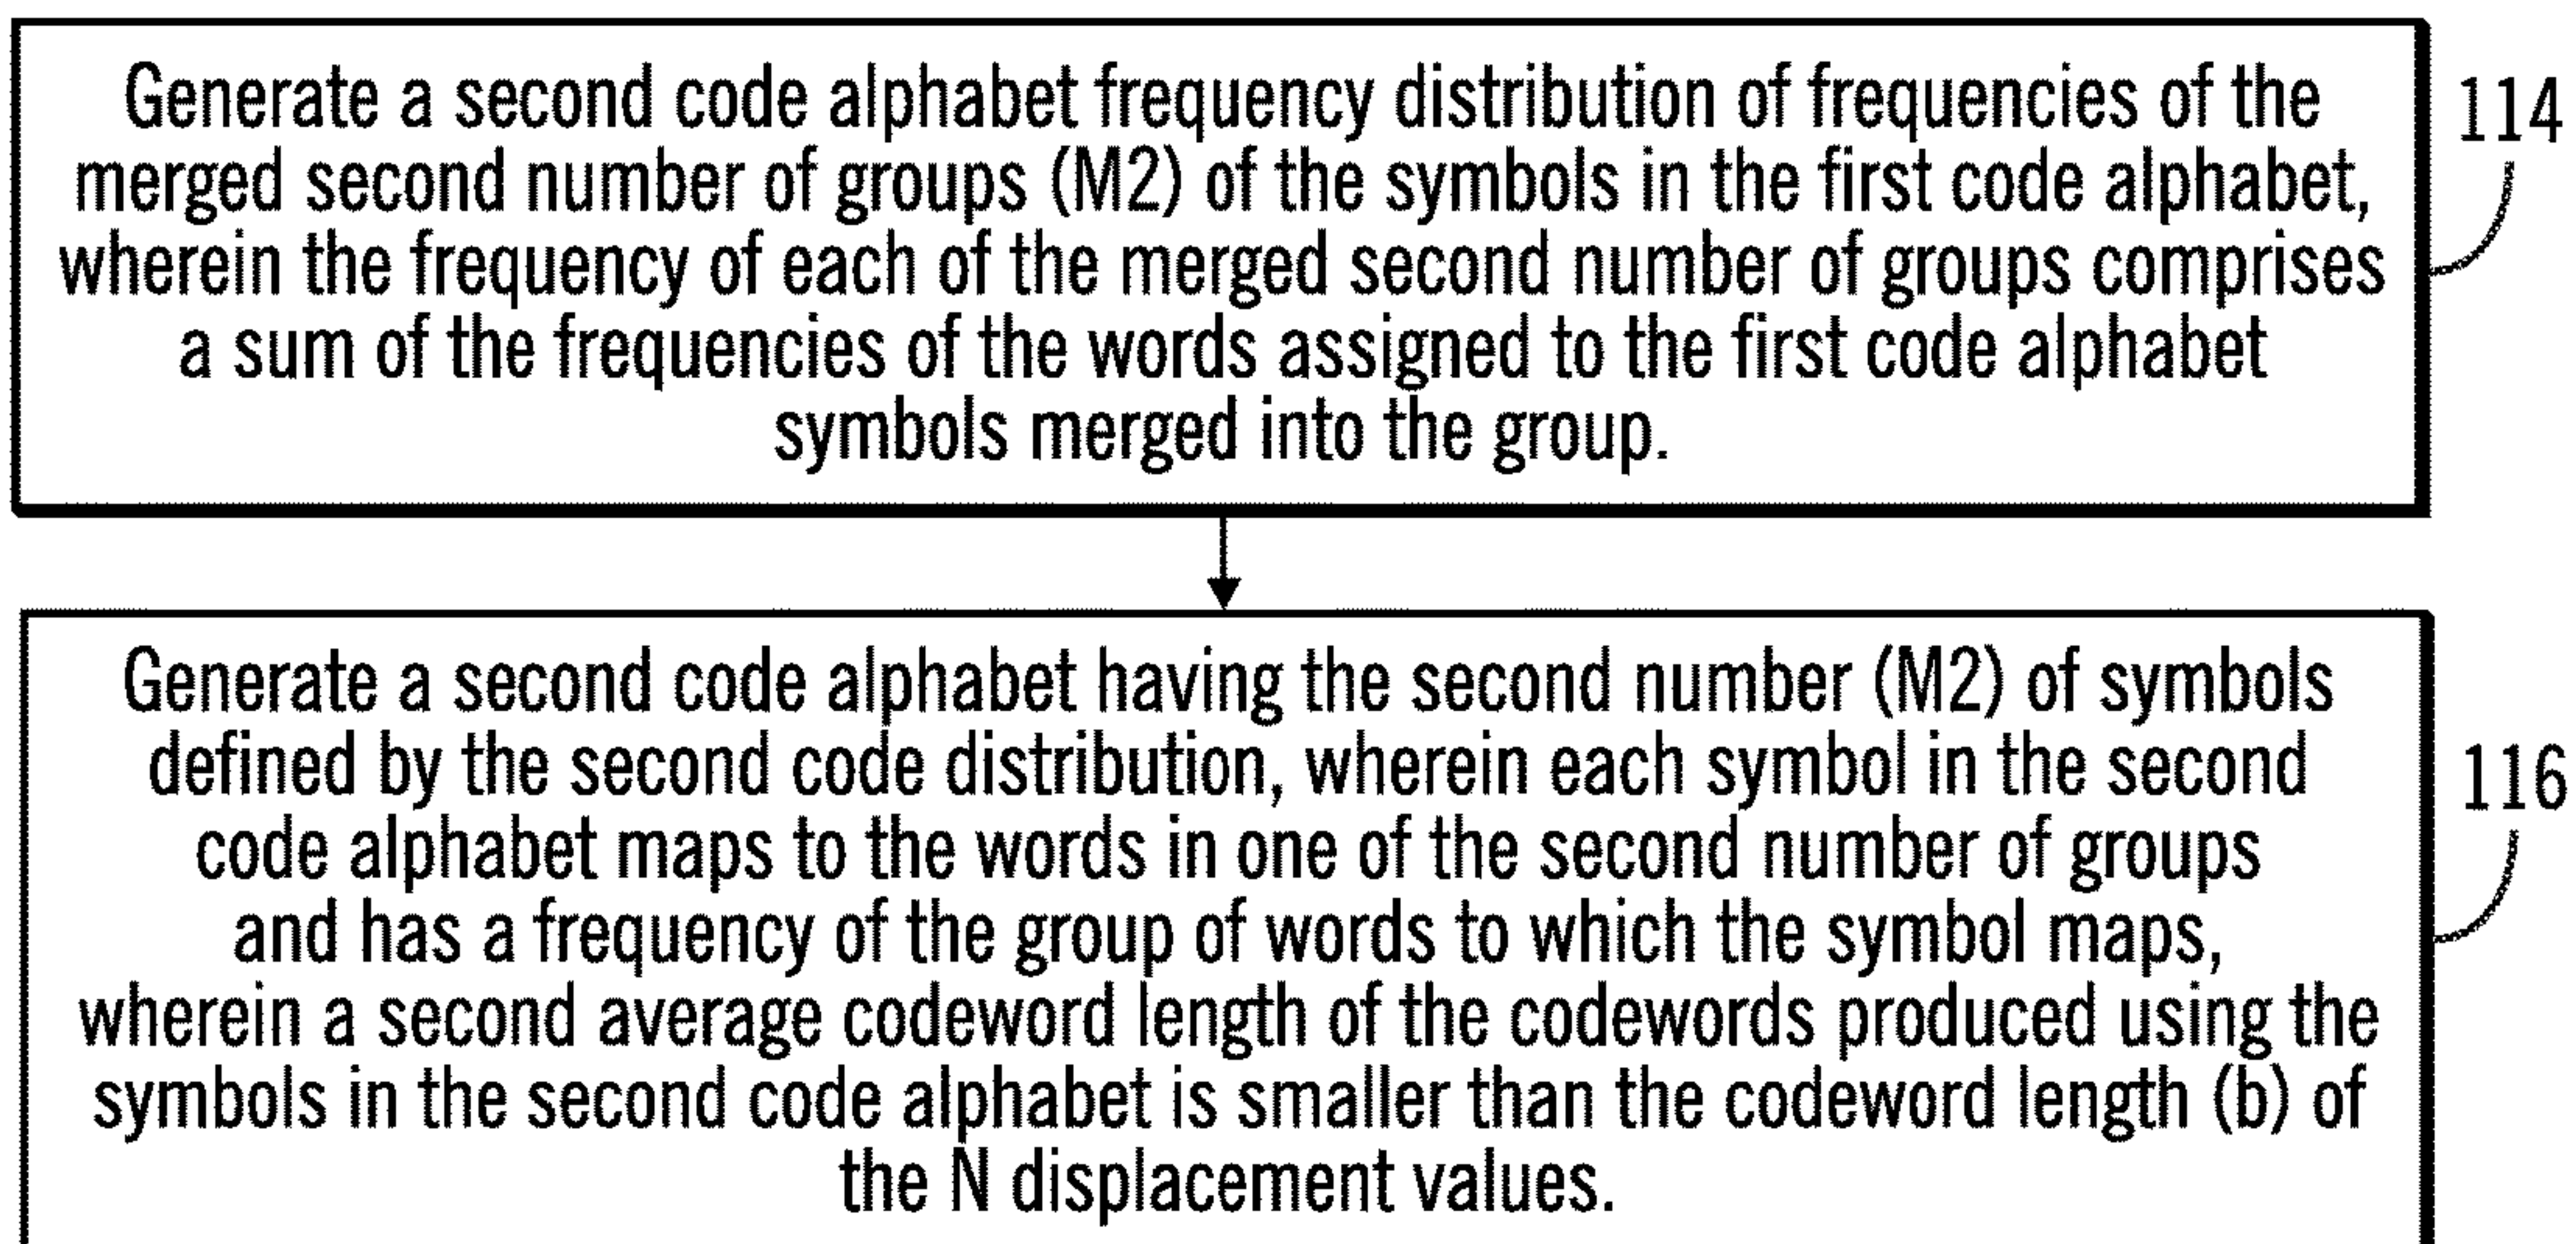 Generate a second code alphabet frequency distribution of frequencies of the
merged second number of groups (M2) of the symbols in the first code alphabet,
wherein the frequency of each of the merged second number of groups comprises
a sum of the frequencies of the words assigned to the first code alphabet
symbols merged into the group.
114
Generate a second code alphabet having the second number (M2) of symbols
defined by the second code distribution, wherein each symbol in the second
code alphabet maps to the words in one of the second number of groups
and has a frequency of the group of words to which the symbol maps,
wherein a second average codeword length of the codewords produced using the
symbols in the second code alphabet is smaller than the codeword length (b) of
the N displacement values.
116